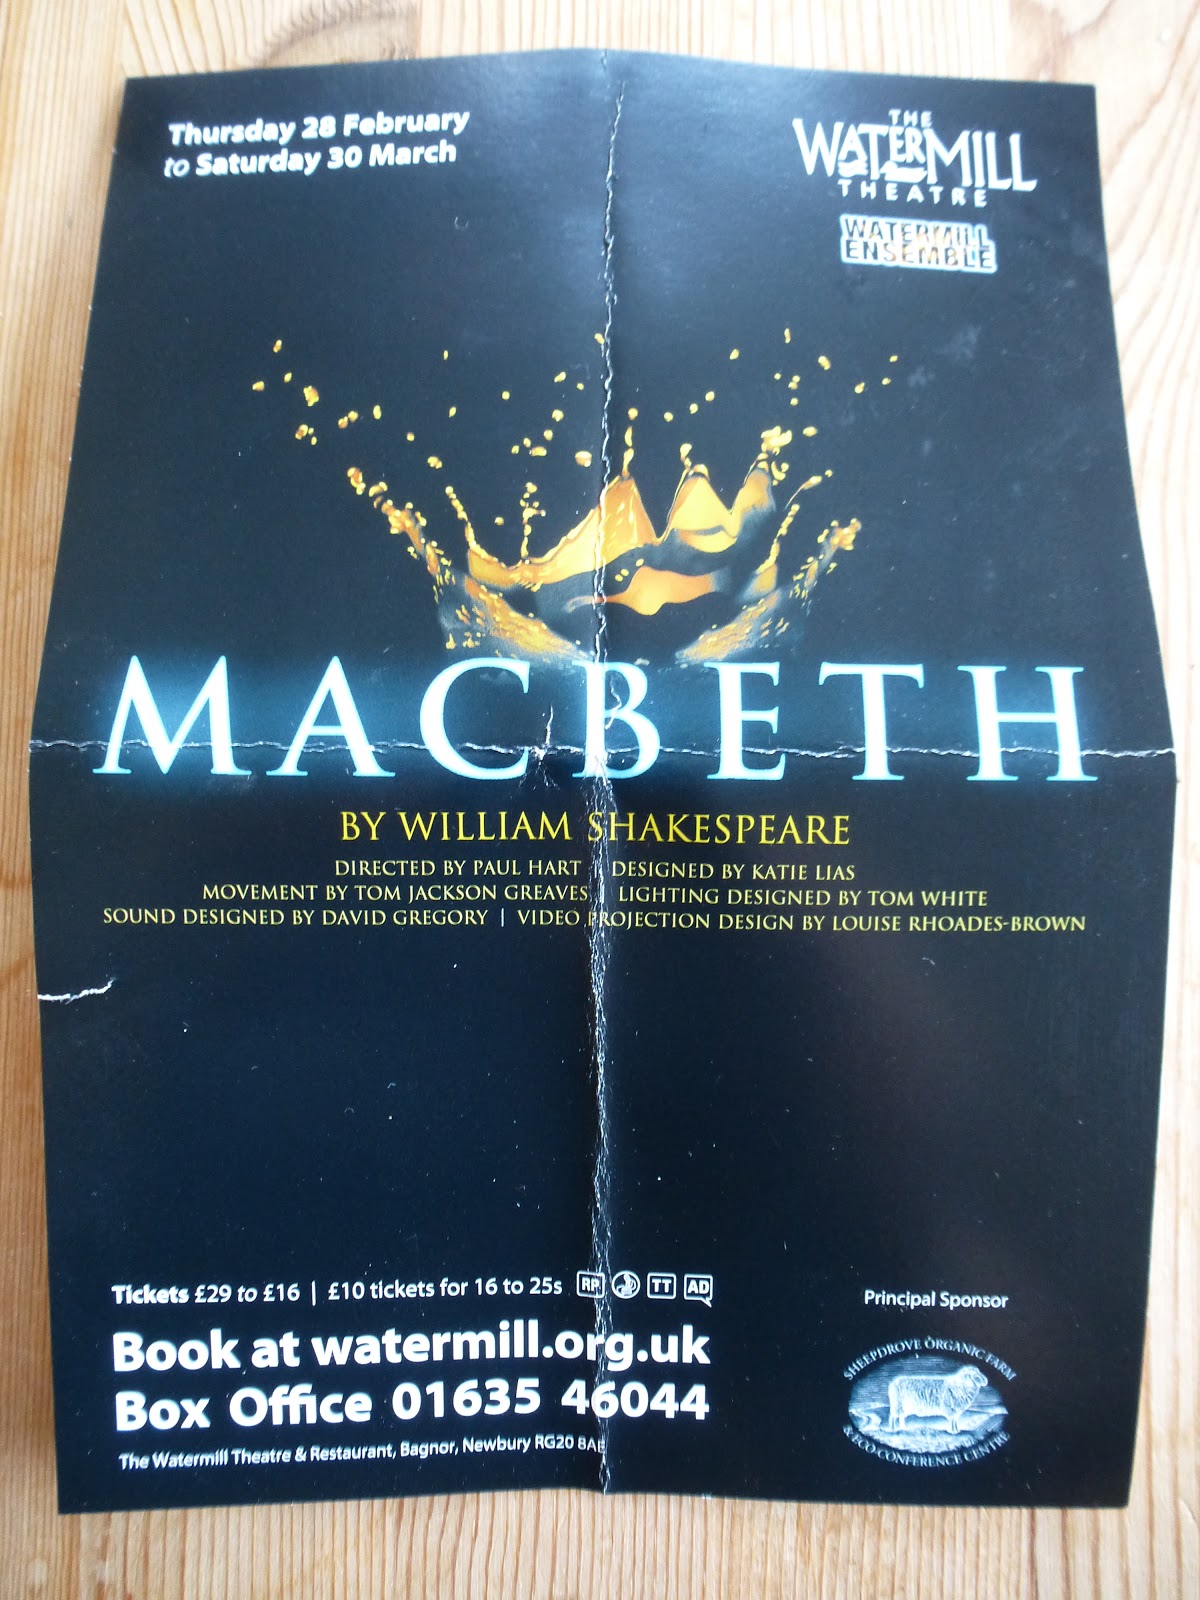 Thursday 28 February
to Saturday 30 March
THE
WATERMILL
THEATRE
WATERMILL
ENSEMBLE
MACBETH
BY WILLIAM SHAKESPEARE
DIRECTED BY PAUL HART | DESIGNED BY KATIE LIAS
MOVEMENT BY TOM JACKSON GREAVES | LIGHTING DESIGNED BY TOM WHITE
SOUND DESIGNED BY DAVID GREGORY | VIDEO PROJECTION DESIGN BY LOUISE RHOADES-BROWN
Tickets £29 to £16 | £10 tickets for 16 to 25s RP TT AD
Book at watermill.org.uk
Box Office 01635 46044
The Watermill Theatre & Restaurant, Bagnor, Newbury RG20 8AE
Principal Sponsor
SHEEPDROVE ORGANIC FARM
& ECO CONFERENCE CENTRE